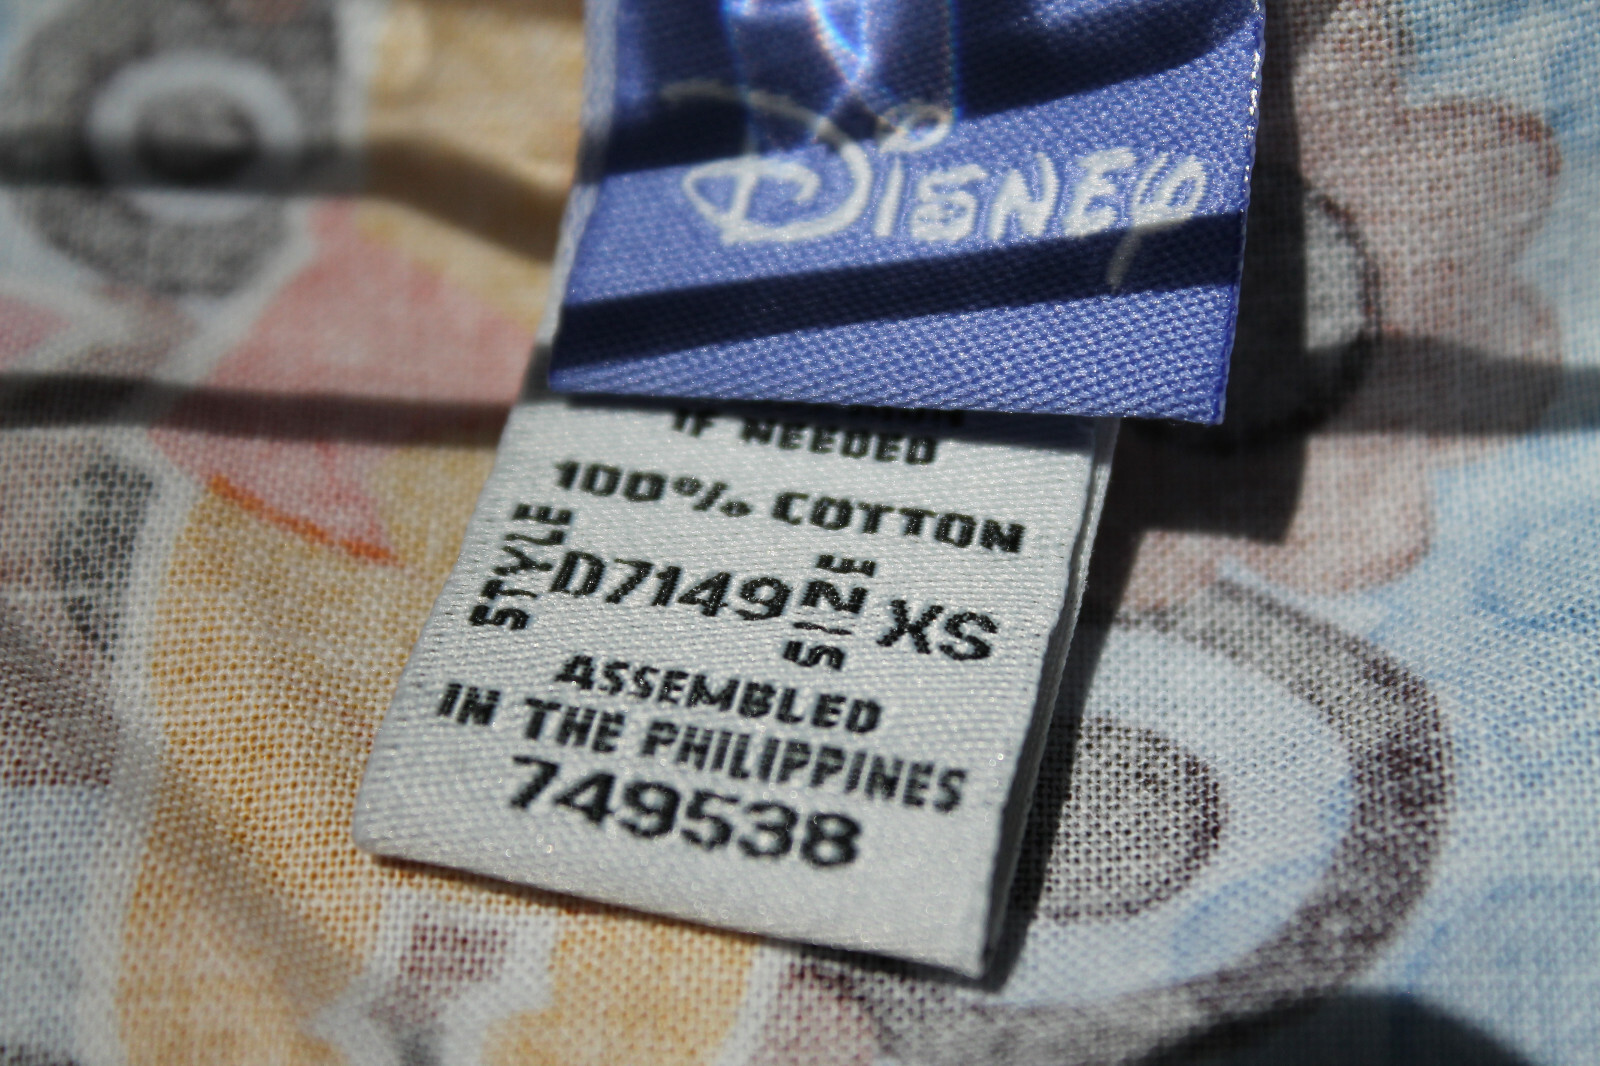 Disney
IF NEEDED
100% COTTON
STYLE D7149 SIZE XS
ASSEMBLED
IN THE PHILIPPINES
749538